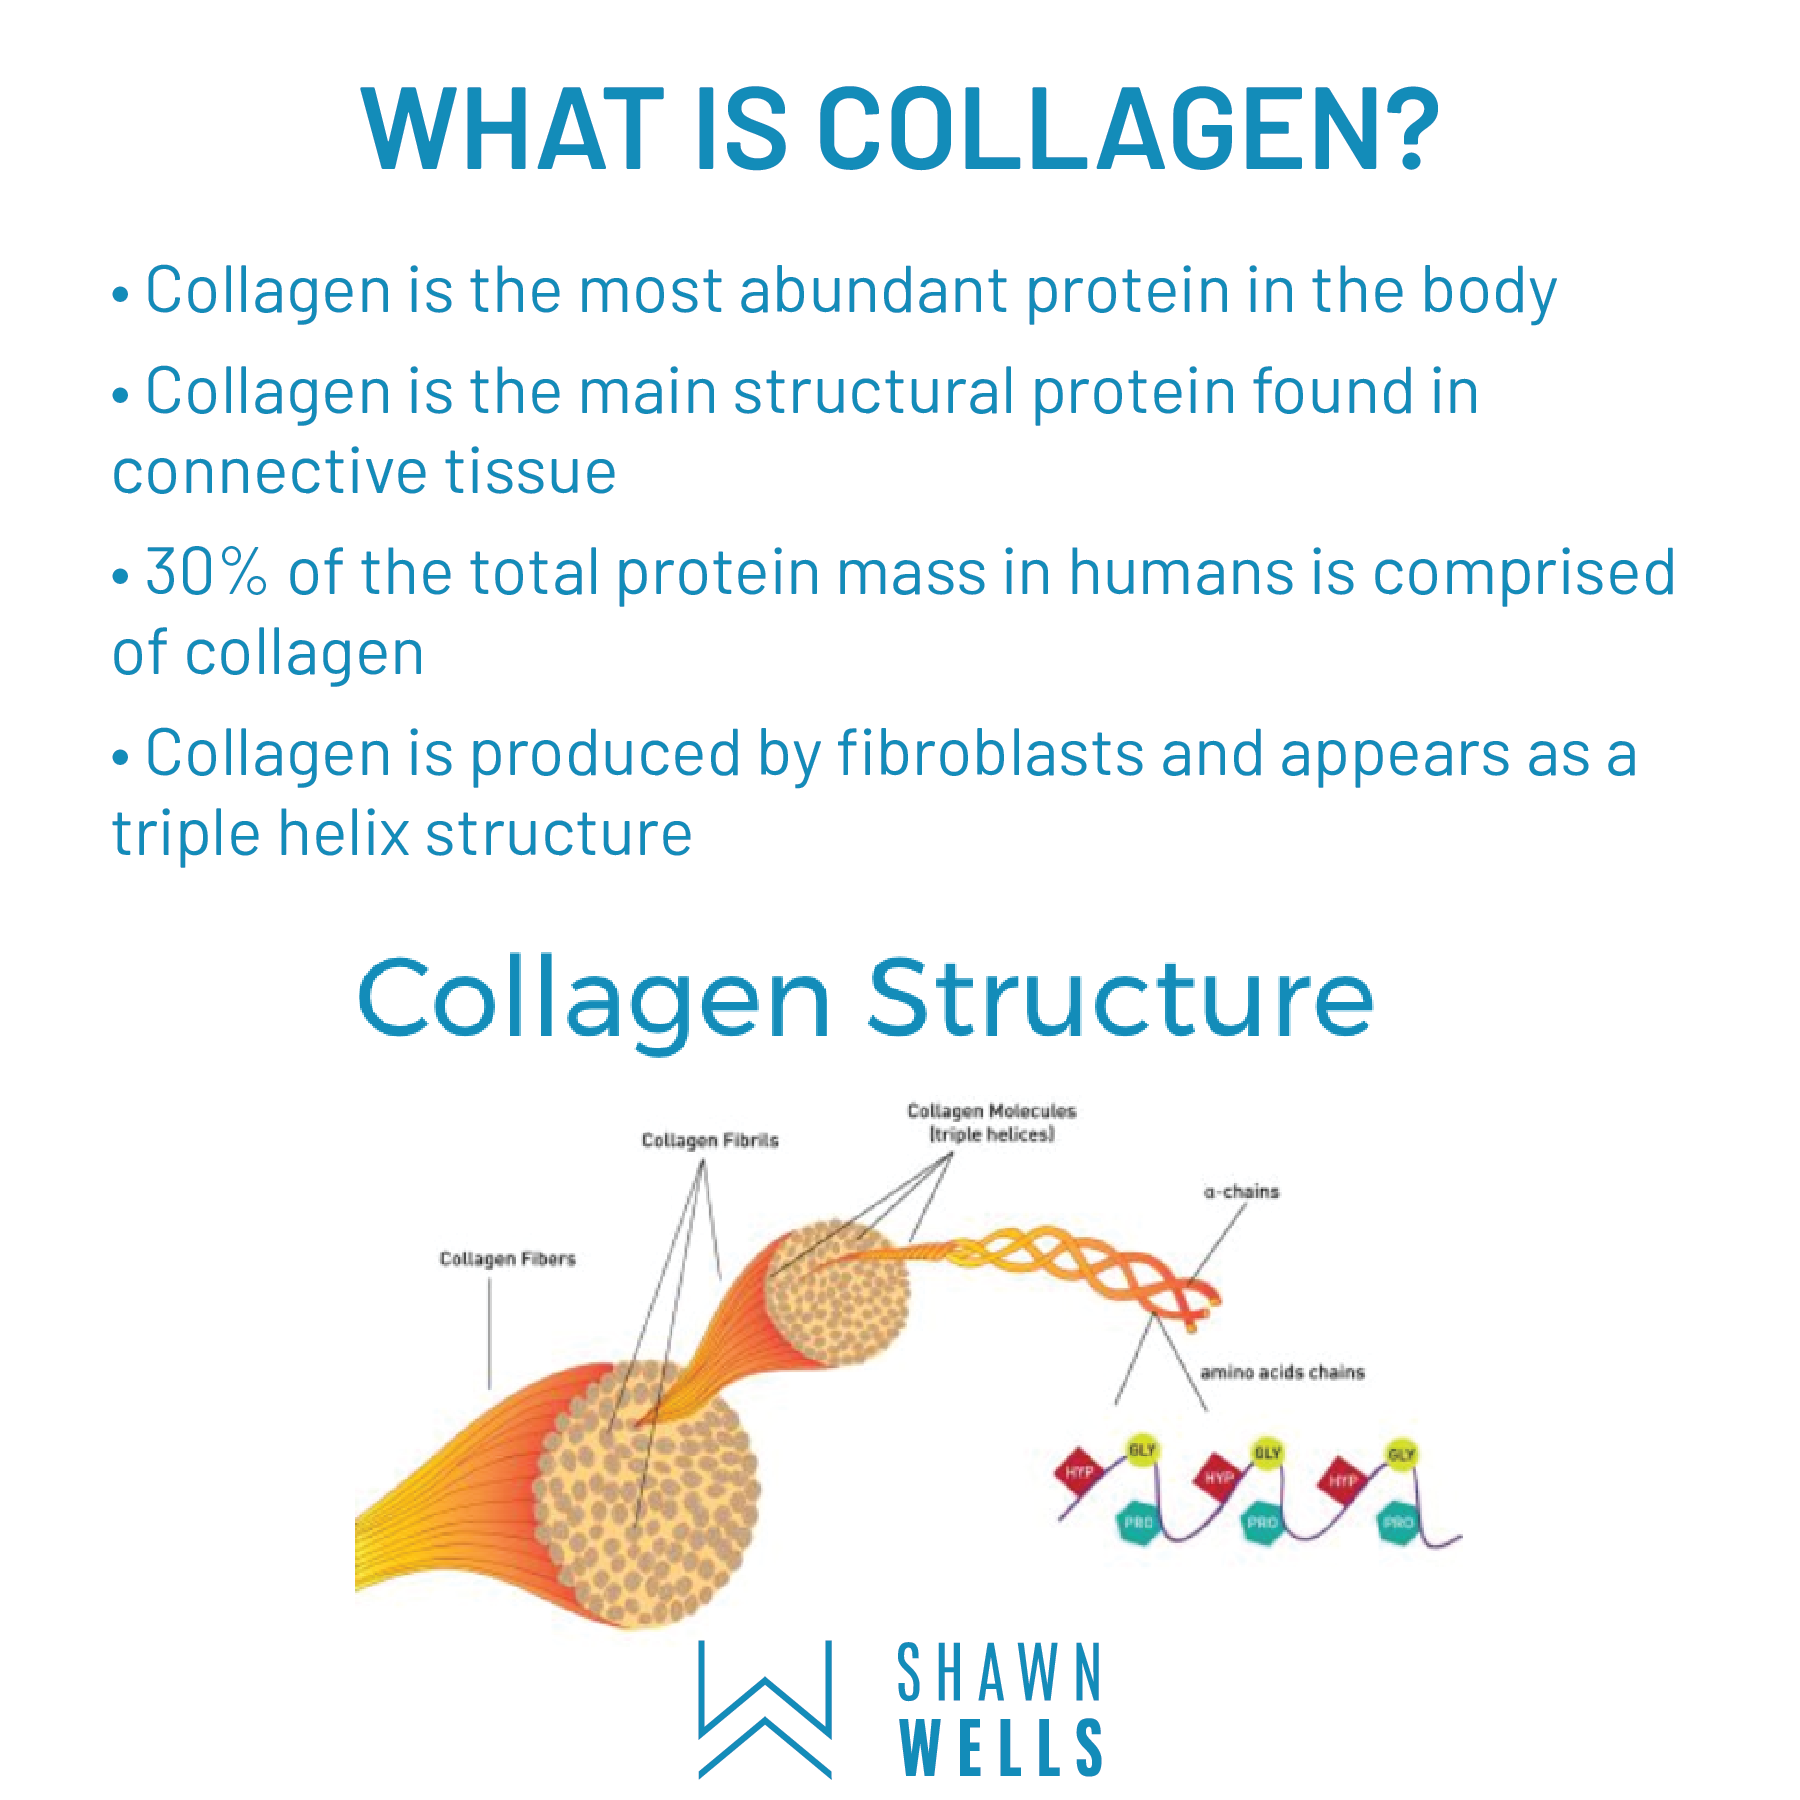 WHAT IS COLLAGEN?
• Collagen is the most abundant protein in the body
• Collagen is the main structural protein found in
connective tissue
• 30% of the total protein mass in humans is comprised
of collagen
• Collagen is produced by fibroblasts and appears as a
triple helix structure
Collagen Structure
Collagen Molecules
(triple helices)
Collagen Fibrils
α-chains
Collagen Fibers
amino acids chains
HYP GLY HYP GLY HYP GLY
PRO PRO PRO
SHAWN
WELLS